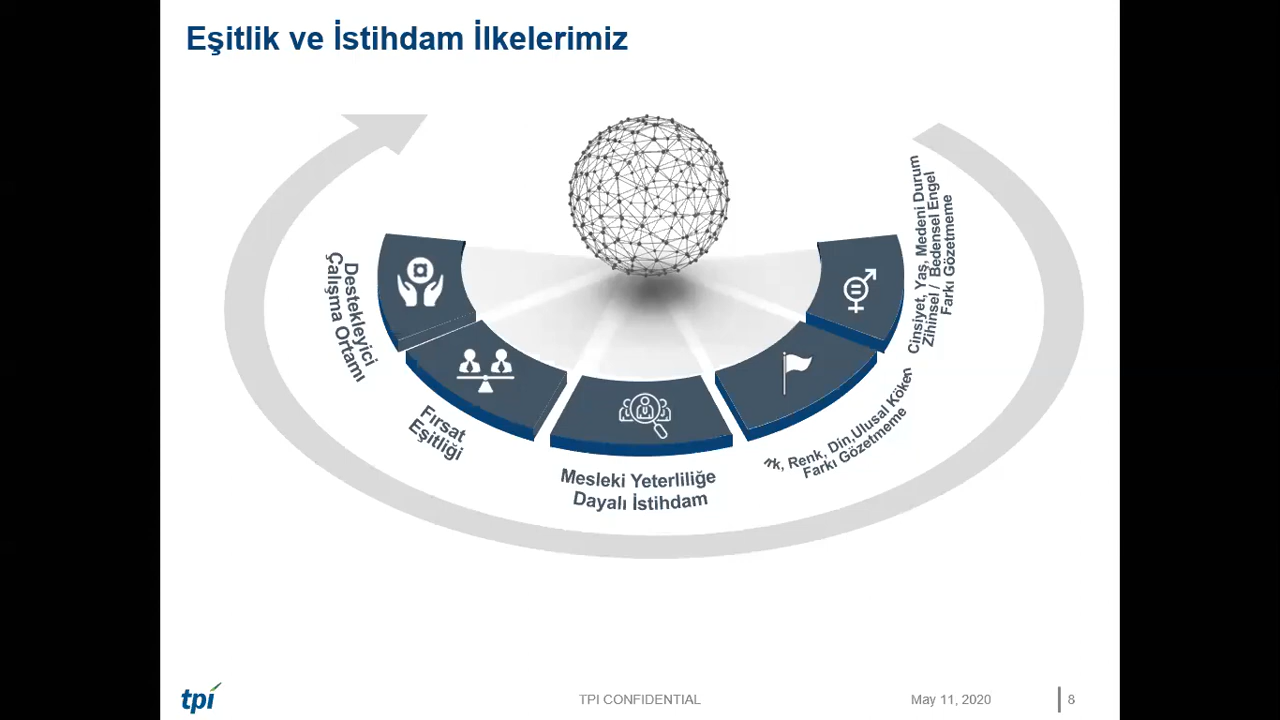 Eşitlik ve İstihdam İlkelerimiz
Destekleyici
Çalışma Ortamı
Fırsat
Eşitliği
Mesleki Yeterliliğe
Dayalı İstihdam
Irk, Renk, Din,Ulusal Köken
Farkı Gözetmeme
Cinsiyet, Yaş, Medeni Durum
Zihinsel / Bedensel Engel
Farkı Gözetmeme
tpi
TPI CONFIDENTIAL
May 11, 2020
8